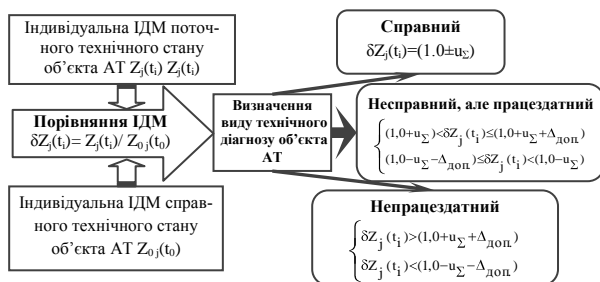 Індивідуальна ІДМ поточ-
ного технічного стану
об’єкта АТ Zj(ti) Zj(ti)
Порівняння ІДМ
δZj(ti)= Zj(ti)/ Z0 j(t0)
Індивідуальна ІДМ справ-
ного технічного стану
об’єкта АТ Z0 j(t0)
Визначення
виду технічного
діагнозу об’єкта
АТ
Справний
δZj(ti)=(1.0±uΣ)
Несправний, але працездатний
(1,0+uΣ)<δZj(ti)≤(1,0+uΣ+Δдоп.)
(1,0−uΣ−Δдоп.)≤δZj(ti)<(1,0−uΣ)
Непрацездатний
δZj(ti)>(1,0+uΣ+Δдоп.)
δZj(ti)<(1,0−uΣ−Δдоп.)